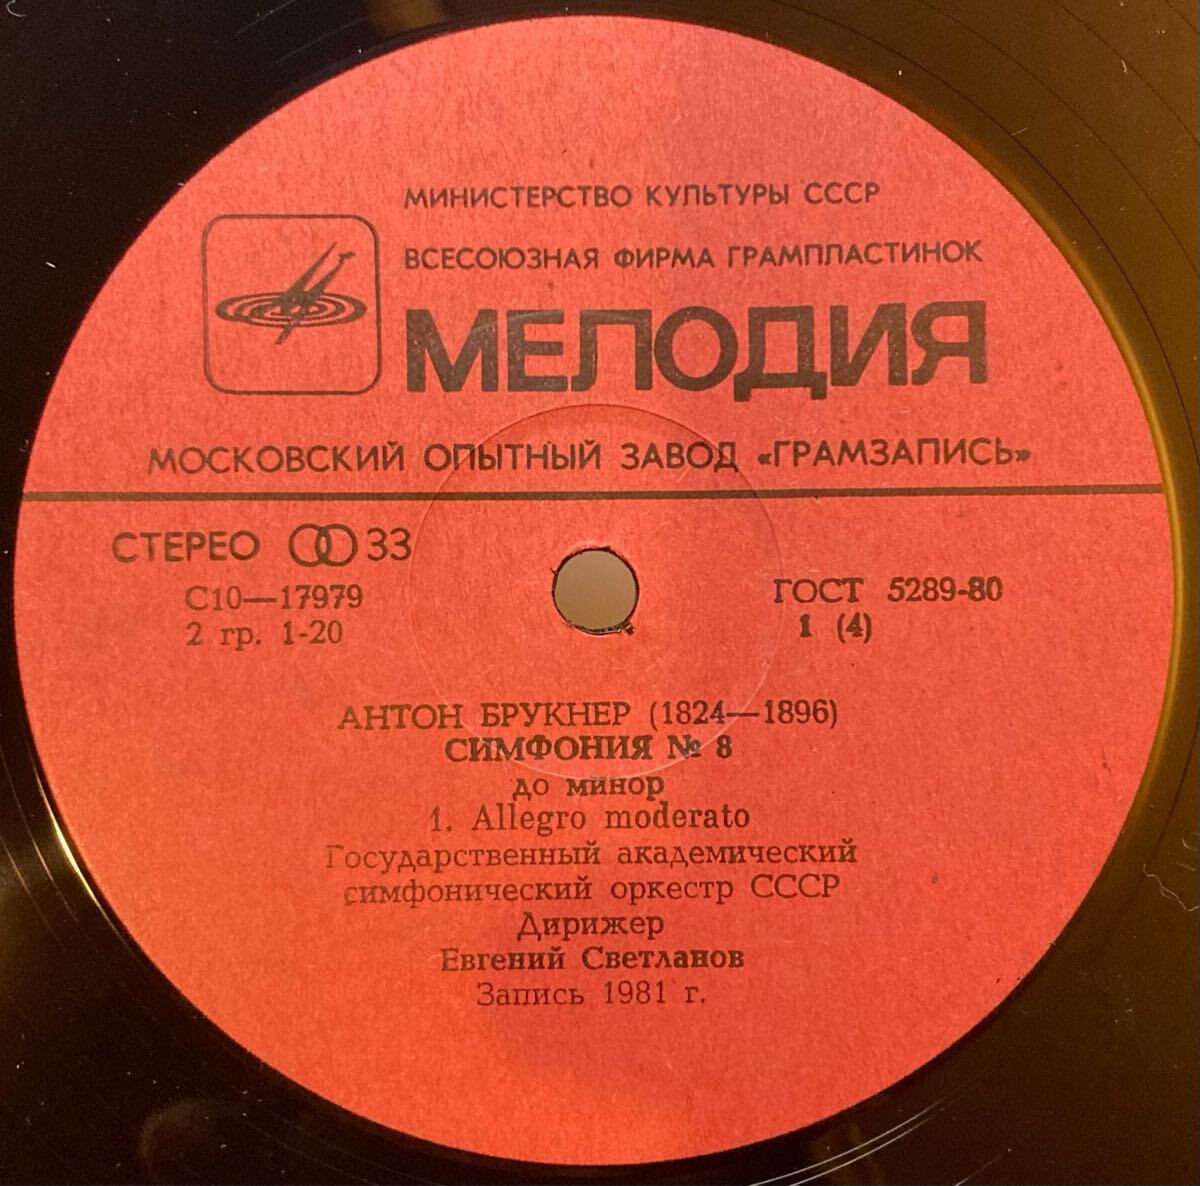 МИНИСТЕРСТВО КУЛЬТУРЫ СССР
ВСЕСОЮЗНАЯ ФИРМА ГРАМПЛАСТИНОК
МЕЛОДИЯ
МОСКОВСКИЙ ОПЫТНЫЙ ЗАВОД «ГРАМЗАПИСЬ»
СТЕРЕО 33
С10—17979
2 гр. 1-20
ГОСТ 5289-80
1 (4)
АНТОН БРУКНЕР (1824—1896)
СИМФОНИЯ № 8
до минор
1. Allegro moderato
Государственный академический
симфонический оркестр СССР
Дирижер
Евгений Светланов
Запись 1981 г.